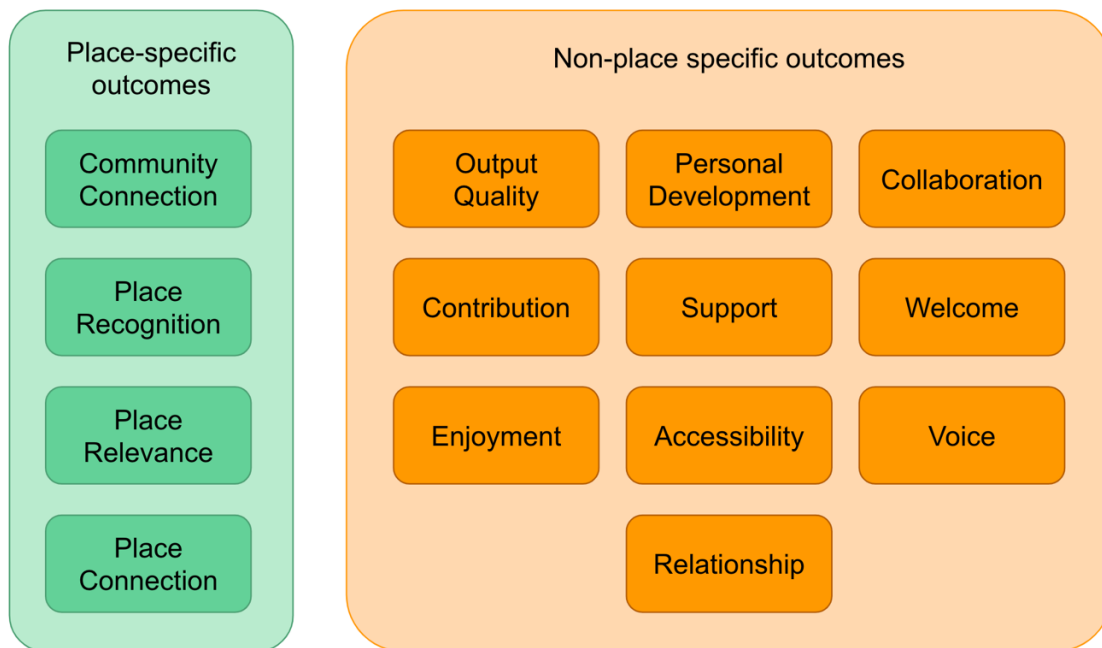 Place-specific
outcomes
Community
Connection
Place
Recognition
Place
Relevance
Place
Connection
Non-place specific outcomes
Output
Quality
Personal
Development
Collaboration
Contribution
Support
Welcome
Enjoyment
Accessibility
Voice
Relationship